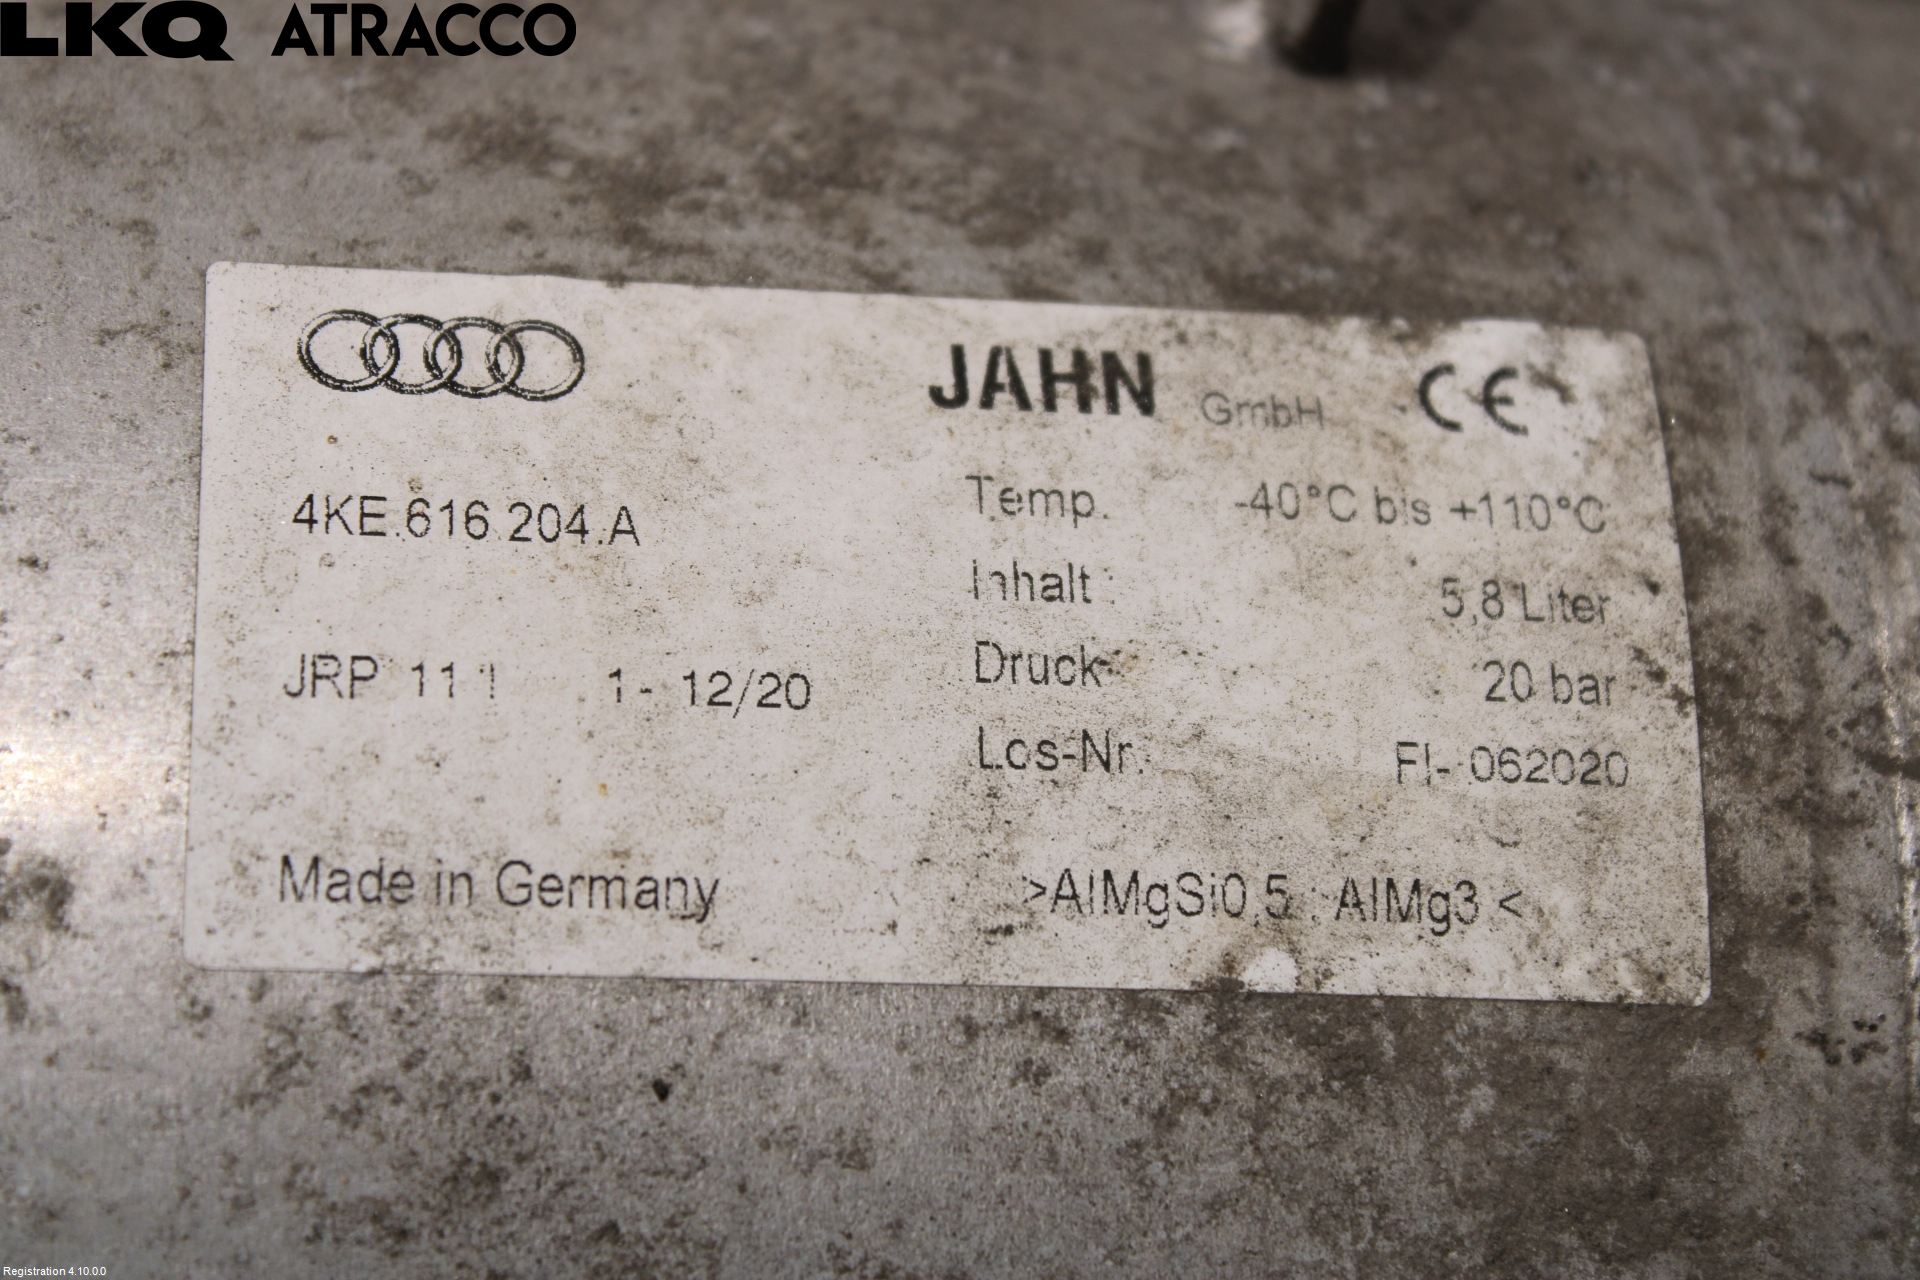 LKQ ATRACCO
JAHN GmbH CE
4KE.616.204.A
Temp. -40°C bis +110°C
Inhalt : 5,8 Liter
Druck 20 bar
JRP 11 1- 12/20
Los-Nr. 062020
Made in Germany
>AlMgSi0,5 : AlMg3 <
Registration 4.10.0.0